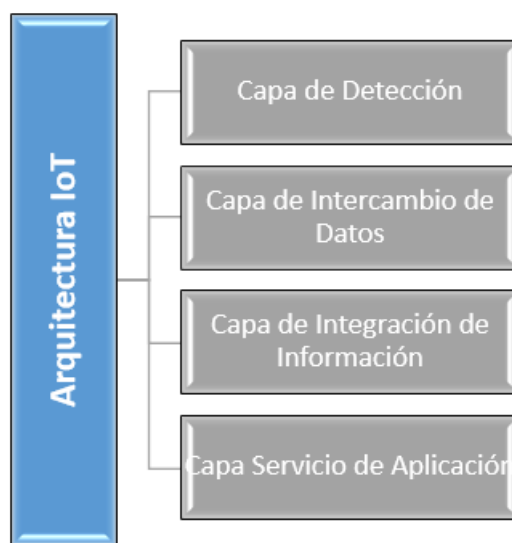 Arquitectura IoT
Capa de Detección
Capa de Intercambio de
Datos
Capa de Integración de
Información
Capa Servicio de Aplicación